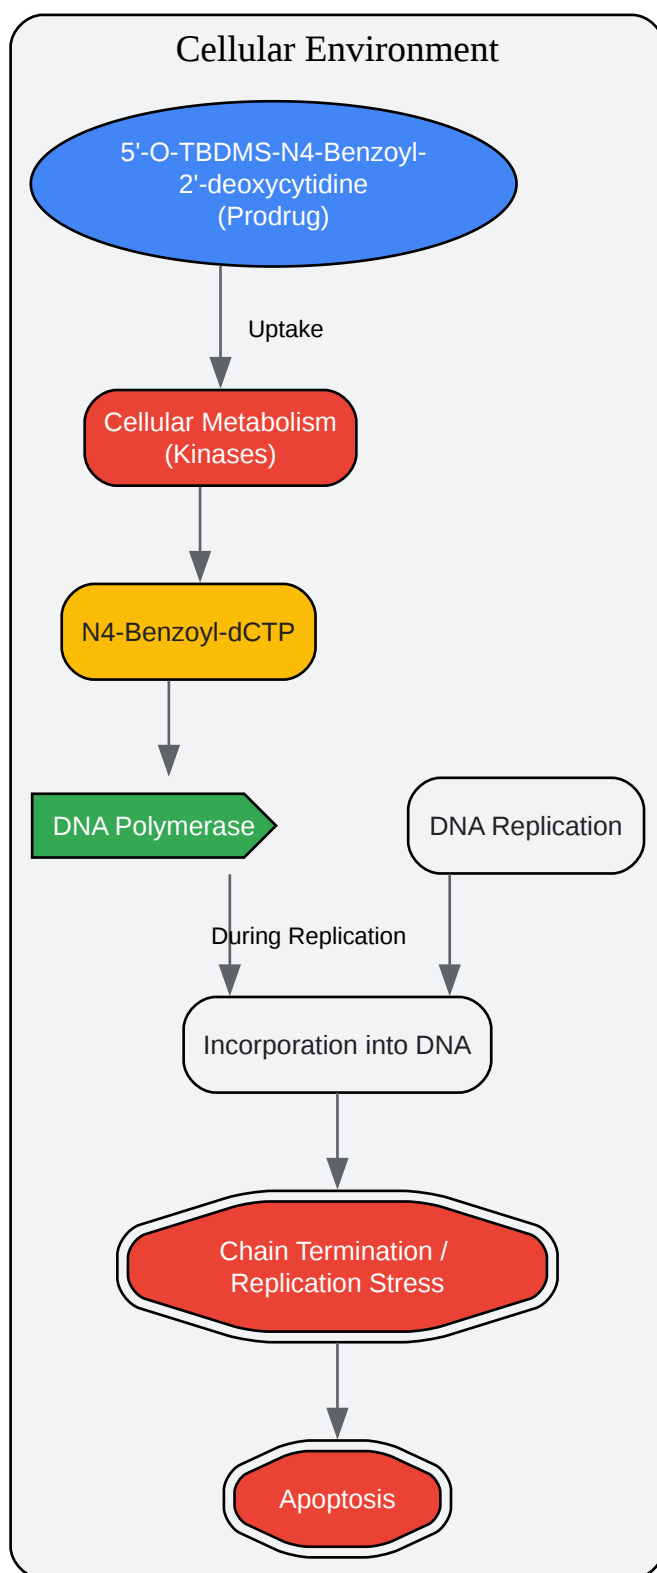 Cellular Environment
5'-O-TBDMS-N4-Benzoyl-
2'-deoxycytidine
(Prodrug)
Uptake
Cellular Metabolism
(Kinases)
N4-Benzoyl-dCTP
DNA Polymerase
DNA Replication
During Replication
Incorporation into DNA
Chain Termination /
Replication Stress
Apoptosis